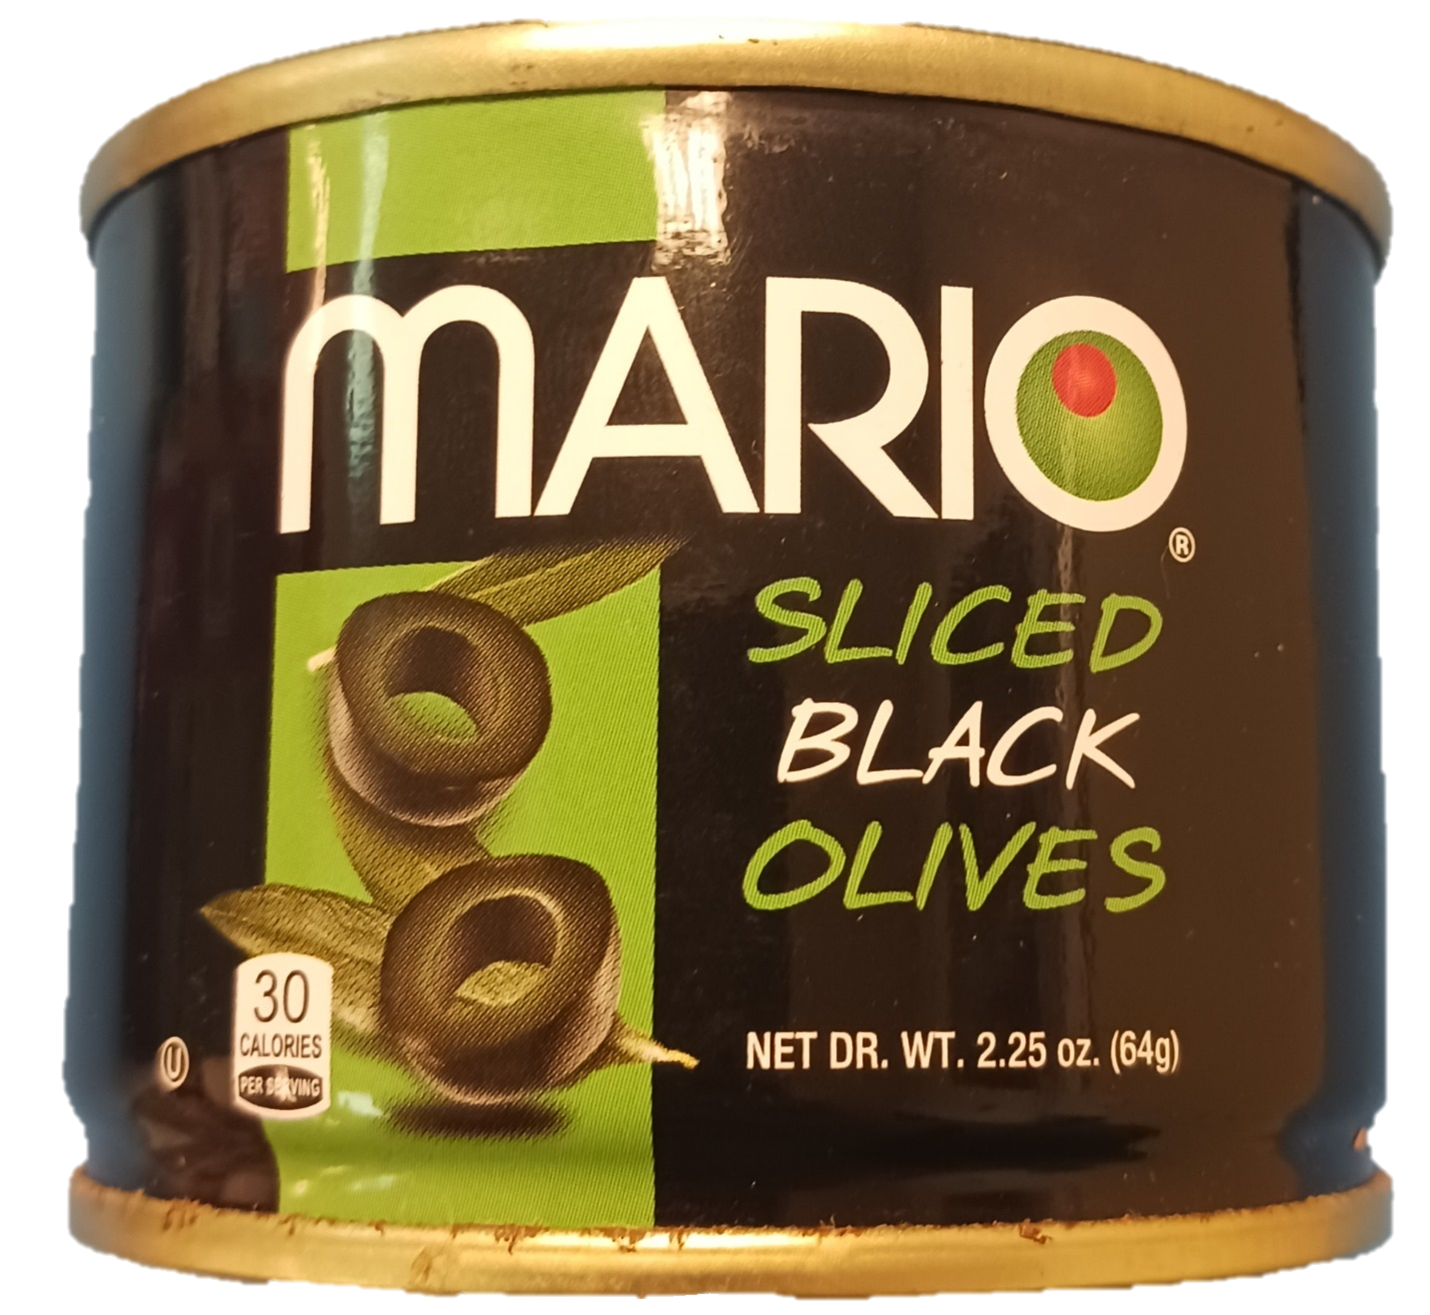 MARIO®
SLICED
BLACK
OLIVES
30
CALORIES
PER SERVING
U
NET DR. WT. 2.25 oz. (64g)